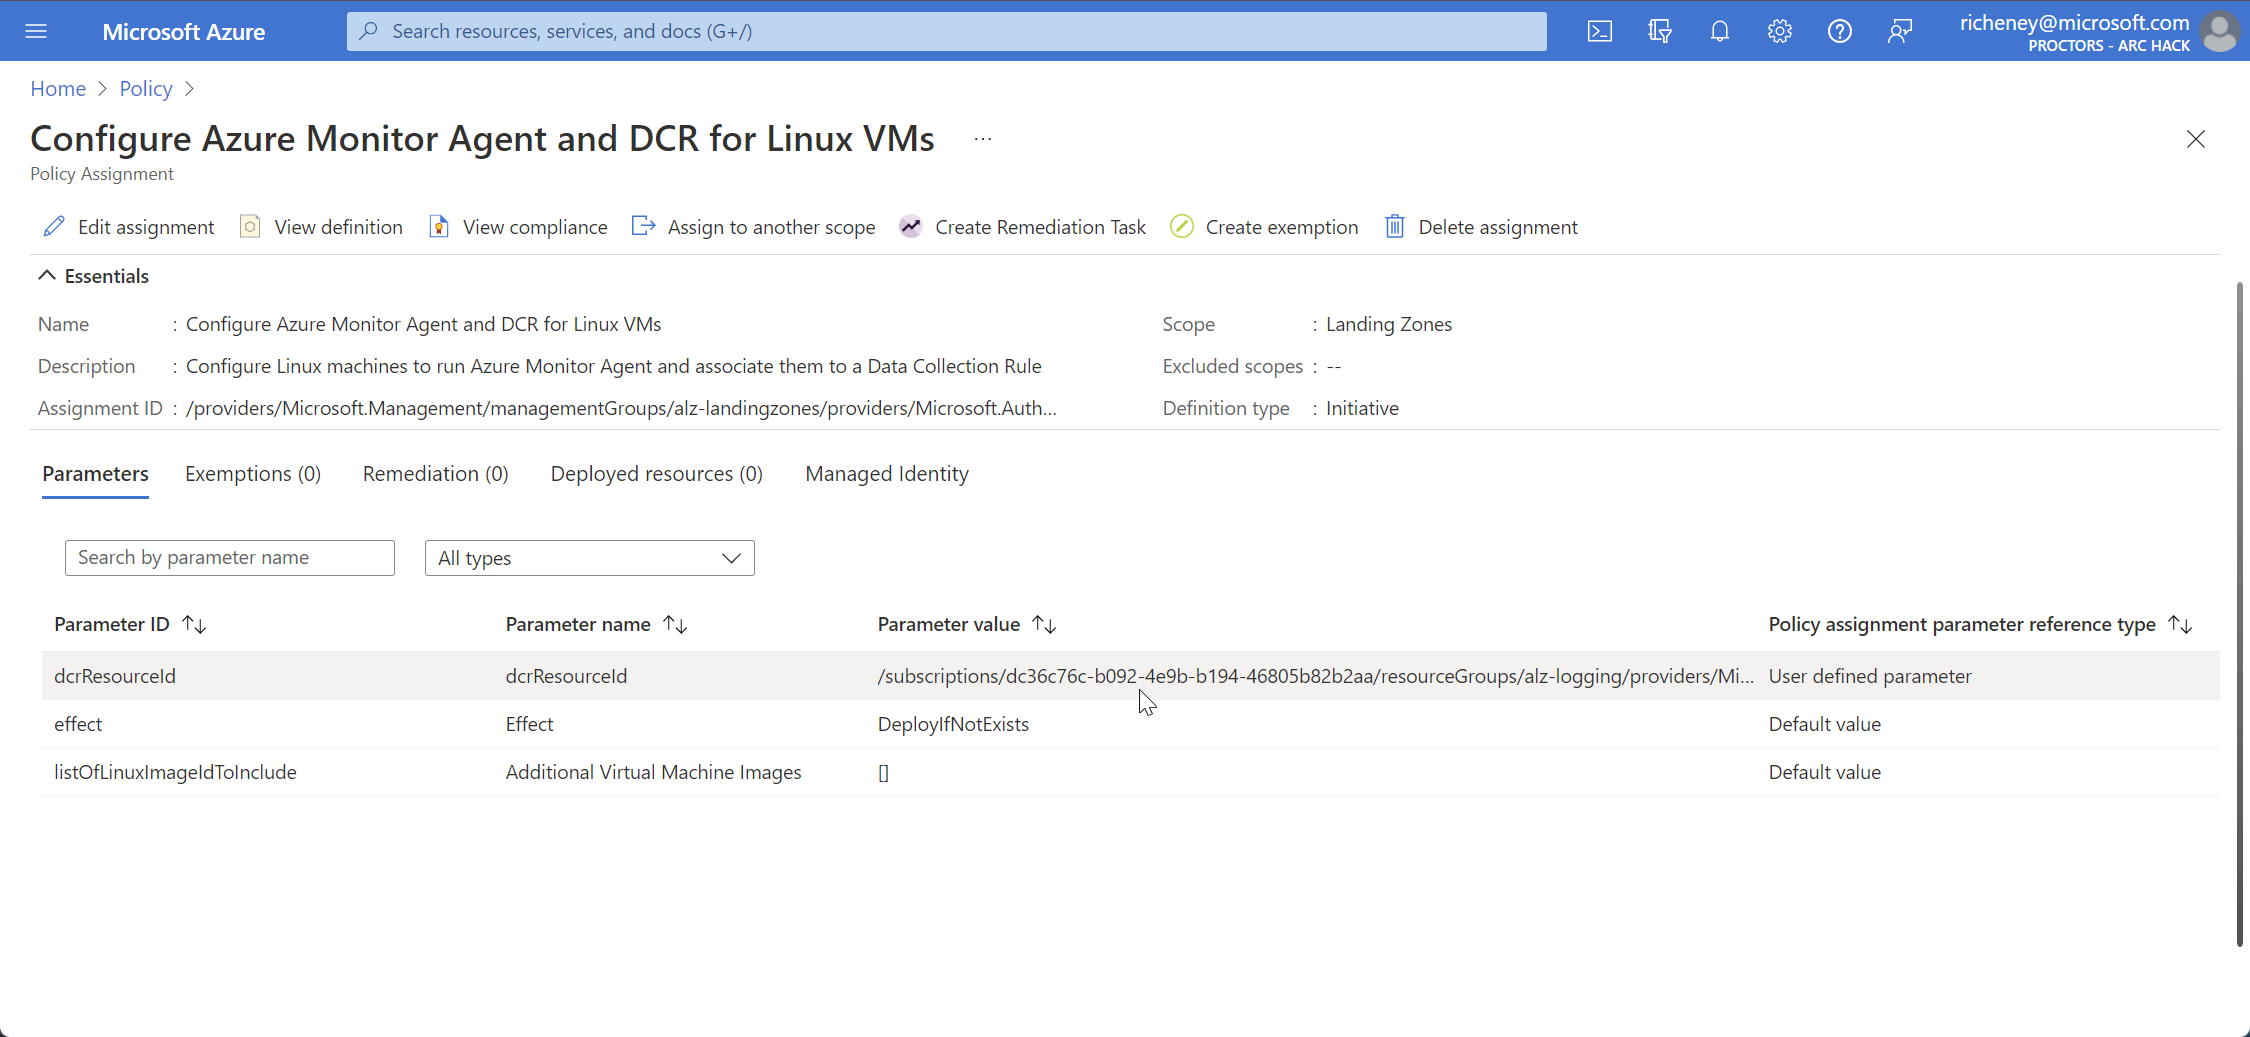 Microsoft Azure
Search resources, services, and docs (G+/)
richeney@microsoft.com
PROCTORS - ARC HACK
Home > Policy >
Configure Azure Monitor Agent and DCR for Linux VMs ...
Policy Assignment
Edit assignment View definition View compliance Assign to another scope Create Remediation Task Create exemption Delete assignment
Essentials
Name : Configure Azure Monitor Agent and DCR for Linux VMs
Scope : Landing Zones
Description : Configure Linux machines to run Azure Monitor Agent and associate them to a Data Collection Rule
Excluded scopes : --
Assignment ID : /providers/Microsoft.Management/managementGroups/alz-landingzones/providers/Microsoft.Auth...
Definition type : Initiative
Parameters Exemptions (0) Remediation (0) Deployed resources (0) Managed Identity
Search by parameter name All types
Parameter ID Parameter name Parameter value Policy assignment parameter reference type
dcrResourceId dcrResourceId /subscriptions/dc36c76c-b092-4e9b-b194-46805b82b2aa/resourceGroups/alz-logging/providers/Mi... User defined parameter
effect Effect DeployIfNotExists Default value
listOfLinuxImageIdToInclude Additional Virtual Machine Images [] Default value